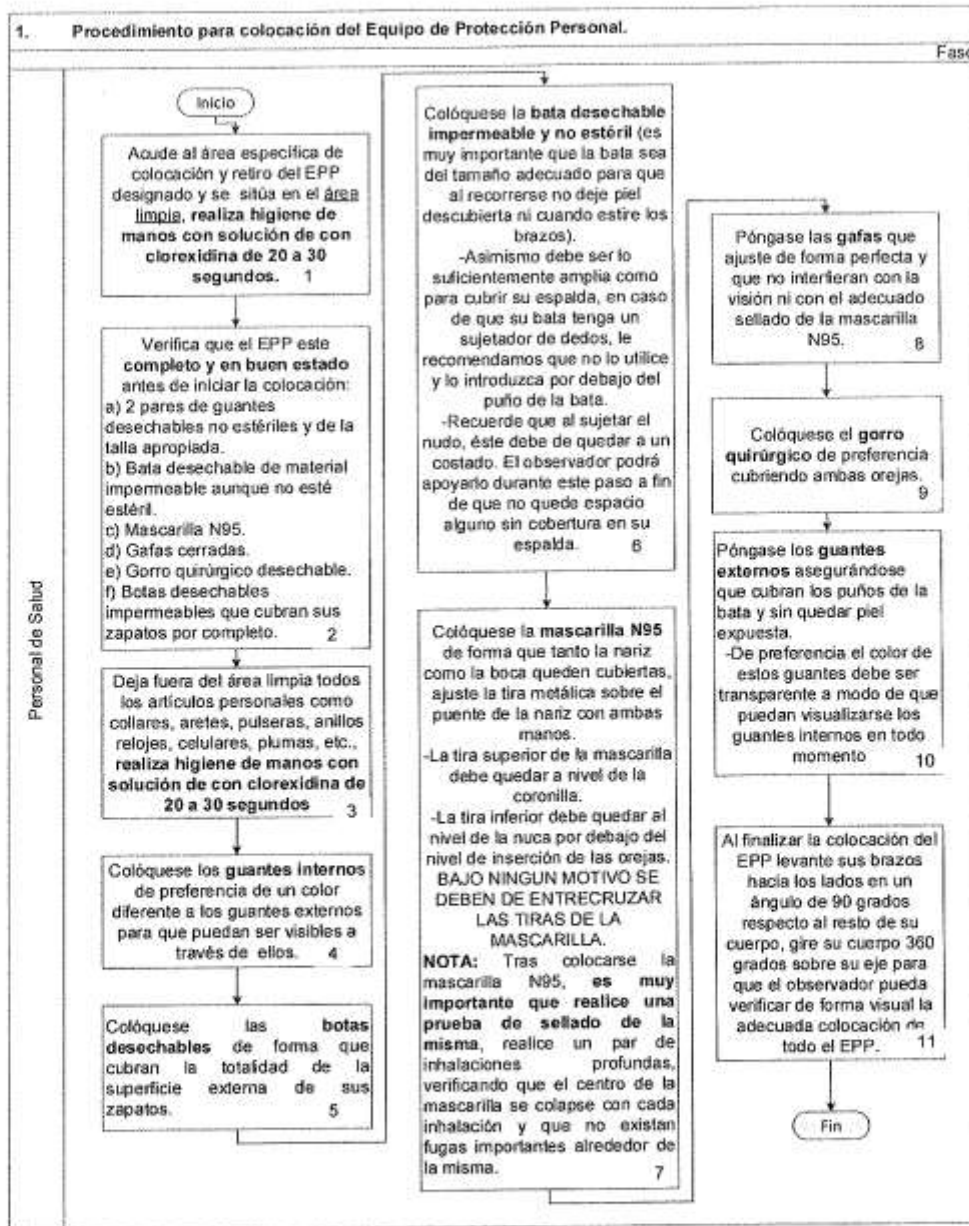 1. Procedimiento para colocación del Equipo de Protección Personal.
Fase
Personal de Salud
Inicio
Acude al área específica de
colocación y retiro del EPP
designado y se sitúa en el área
limpia, realiza higiene de
manos con solución de con
clorexidina de 20 a 30
segundos. 1
Verifica que el EPP este
completo y en buen estado
antes de iniciar la colocación:
a) 2 pares de guantes
desechables no estériles y de la
talla apropiada.
b) Bata desechable de material
impermeable aunque no esté
estéril.
c) Mascarilla N95.
d) Gafas cerradas.
e) Gorro quirúrgico desechable.
f) Botas desechables
impermeables que cubran sus
zapatos por completo. 2
Deja fuera del área limpia todos
los artículos personales como
collares, aretes, pulseras, anillos
relojes, celulares, plumas, etc.,
realiza higiene de manos con
solución de con clorexidina de
20 a 30 segundos 3
Colóquese los guantes internos
de preferencia de un color
diferente a los guantes externos
para que puedan ser visibles a
través de ellos. 4
Colóquese las botas
desechables de forma que
cubran la totalidad de la
superficie externa de sus
zapatos. 5
Colóquese la bata desechable
impermeable y no estéril (es
muy importante que la bata sea
del tamaño adecuado para que
al recorrerse no deje piel
descubierta ni cuando estire los
brazos).
-Asimismo debe ser lo
suficientemente amplia como
para cubrir su espalda, en caso
de que su bata tenga un
sujetador de dedos, le
recomendamos que no lo utilice
y lo introduzca por debajo del
puño de la bata.
-Recuerde que al sujetar el
nudo, éste debe de quedar a un
costado. El observador podrá
apoyarlo durante este paso a fin
de que no quede espacio
alguno sin cobertura en su
espalda. 6
Colóquese la mascarilla N95
de forma que tanto la nariz
como la boca queden cubiertas,
ajuste la tira metálica sobre el
puente de la nariz con ambas
manos.
-La tira superior de la mascarilla
debe quedar a nivel de la
coronilla.
-La tira inferior debe quedar al
nivel de la nuca por debajo del
nivel de inserción de las orejas.
BAJO NINGUN MOTIVO SE
DEBEN DE ENTRECRUZAR
LAS TIRAS DE LA
MASCARILLA.
NOTA: Tras colocarse la
mascarilla N95, es muy
importante que realice una
prueba de sellado de la
misma, realice un par de
inhalaciones profundas,
verificando que el centro de la
mascarilla se colapse con cada
inhalación y que no existan
fugas importantes alrededor de
la misma. 7
Póngase las gafas que
ajuste de forma perfecta y
que no interfieran con la
visión ni con el adecuado
sellado de la mascarilla
N95. 8
Colóquese el gorro
quirúrgico de preferencia
cubriendo ambas orejas. 9
Póngase los guantes
externos asegurándose
que cubran los puños de la
bata y sin quedar piel
expuesta.
-De preferencia el color de
estos guantes debe ser
transparente a modo de que
puedan visualizarse los
guantes internos en todo
momento 10
Al finalizar la colocación del
EPP levante sus brazos
hacia los lados en un
ángulo de 90 grados
respecto al resto de su
cuerpo, gire su cuerpo 360
grados sobre su eje para
que el observador pueda
verificar de forma visual la
adecuada colocación de
todo el EPP. 11
Fin